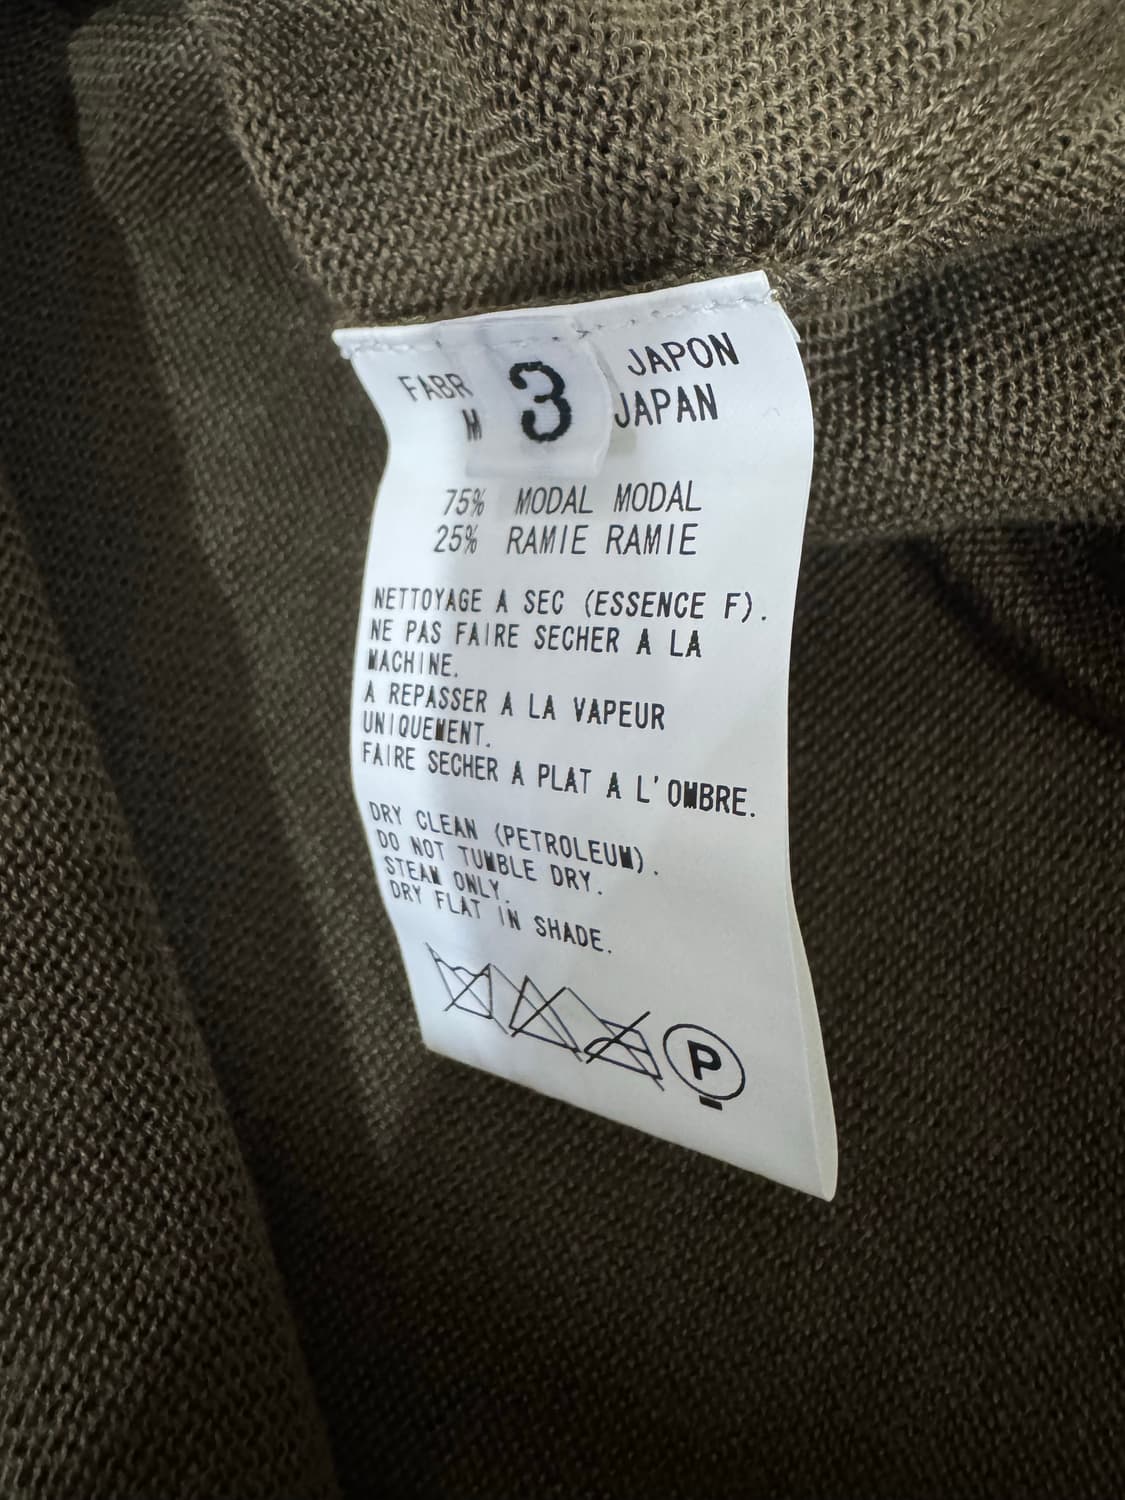 FABR 3 JAPON
M JAPAN
75% MODAL MODAL
25% RAMIE RAMIE
NETTOYAGE A SEC (ESSENCE F).
NE PAS FAIRE SECHER A LA
MACHINE.
A REPASSER A LA VAPEUR
UNIQUEMENT.
FAIRE SECHER A PLAT A L'OMBRE.
DRY CLEAN (PETROLEUM).
DO NOT TUMBLE DRY.
STEAM ONLY.
DRY FLAT IN SHADE.
P